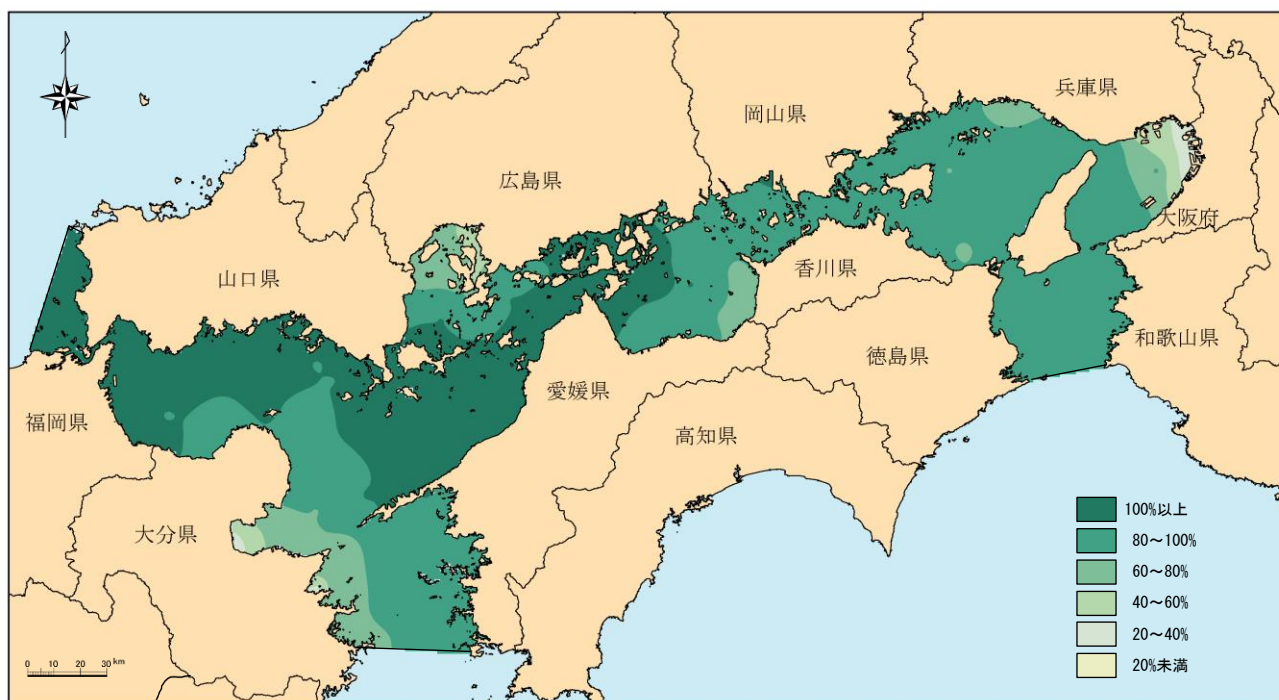 兵庫県
岡山県
広島県
大阪府
香川県
山口県
和歌山県
徳島県
愛媛県
福岡県
高知県
大分県
100%以上
80～100%
60～80%
40～60%
20～40%
20%未満
0 5 10 20 30 km